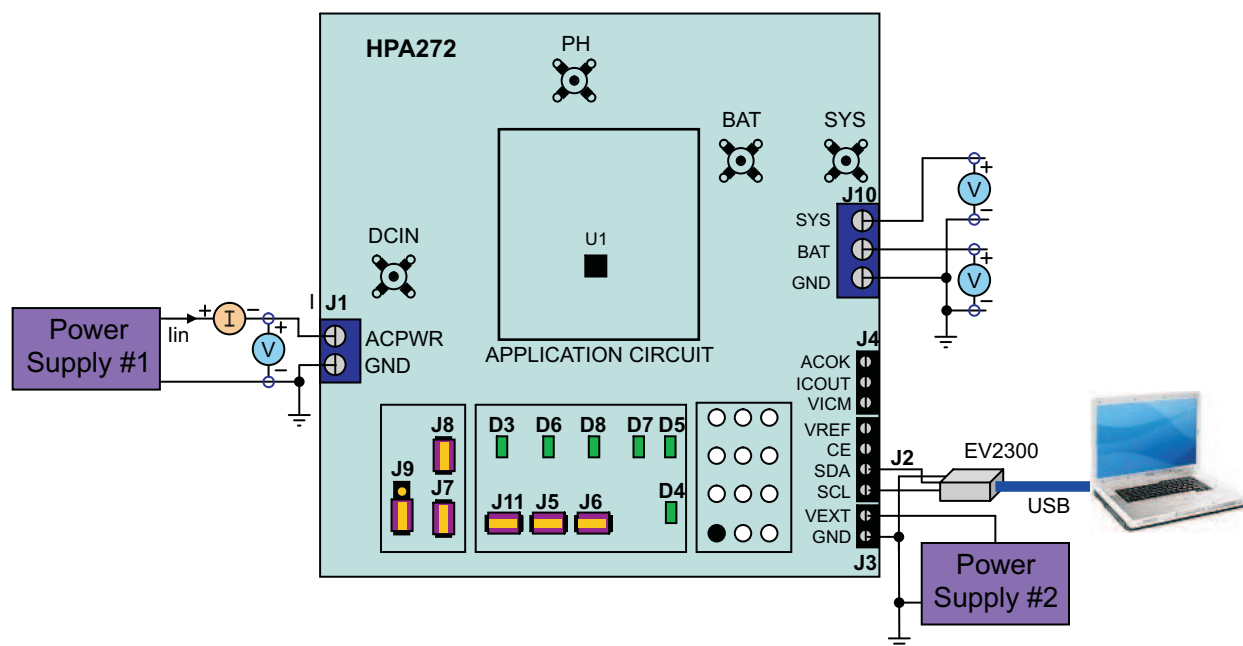 HPA272
PH
BAT
SYS
J10
SYS
BAT
GND
+
V
−
+
V
−
DCIN
U1
APPLICATION CIRCUIT
Power
Supply #1
Iin
+
I
−
+
V
−
I
J1
ACPWR
GND
J4
ACOK
ICOUT
VICM
VREF
CE
SDA
SCL
J2
VEXT
GND
J3
EV2300
USB
Power
Supply #2
J8
J9
J7
D3
D6
D8
D7
D5
D4
J11
J5
J6